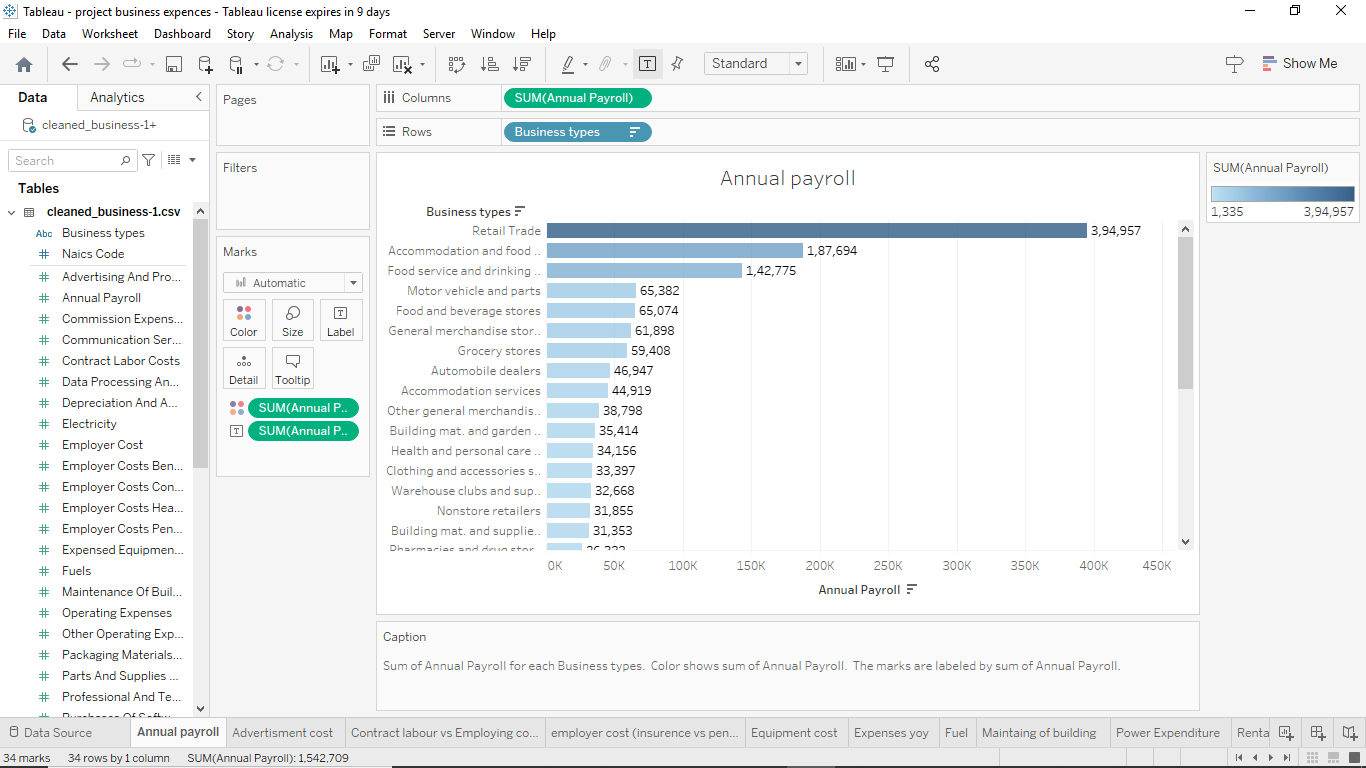 Tableau - project business expences - Tableau license expires in 9 days
File Data Worksheet Dashboard Story Analysis Map Format Server Window Help
Standard
Show Me
Data Analytics
cleaned_business-1+
Search
Tables
cleaned_business-1.csv
Abc Business types
Naics Code
Advertising And Pro...
Annual Payroll
Commission Expens...
Communication Ser...
Contract Labor Costs
Data Processing An...
Depreciation And A...
Electricity
Employer Cost
Employer Costs Ben...
Employer Costs Con...
Employer Costs Hea...
Employer Costs Pen...
Expensed Equipmen...
Fuels
Maintenance Of Buil...
Operating Expenses
Other Operating Exp...
Packaging Materials...
Parts And Supplies ...
Professional And Te...
Pages
Filters
Marks
Automatic
Color Size Label
Detail Tooltip
SUM(Annual P..
SUM(Annual P..
Columns SUM(Annual Payroll)
Rows Business types
Annual payroll
Business types
Retail Trade 3,94,957
Accommodation and food .. 1,87,694
Food service and drinking .. 1,42,775
Motor vehicle and parts 65,382
Food and beverage stores 65,074
General merchandise stor.. 61,898
Grocery stores 59,408
Automobile dealers 46,947
Accommodation services 44,919
Other general merchandis.. 38,798
Building mat. and garden .. 35,414
Health and personal care .. 34,156
Clothing and accessories s.. 33,397
Warehouse clubs and sup.. 32,668
Nonstore retailers 31,855
Building mat. and supplie.. 31,353
Pharmacies and drug stor..
0K 50K 100K 150K 200K 250K 300K 350K 400K 450K
Annual Payroll
SUM(Annual Payroll)
1,335 3,94,957
Caption
Sum of Annual Payroll for each Business types. Color shows sum of Annual Payroll. The marks are labeled by sum of Annual Payroll.
Data Source Annual payroll Advertisment cost Contract labour vs Employing co... employer cost (insurence vs pen... Equipment cost Expenses yoy Fuel Maintaing of building Power Expenditure Renta
34 marks 34 rows by 1 column SUM(Annual Payroll): 1,542,709